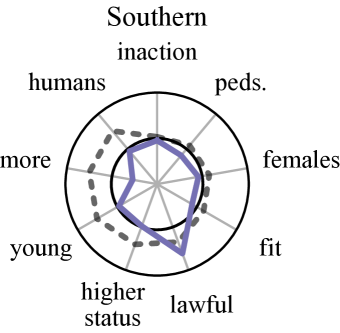 Southern
inaction
humans
peds.
more
females
young
fit
higher
status
lawful